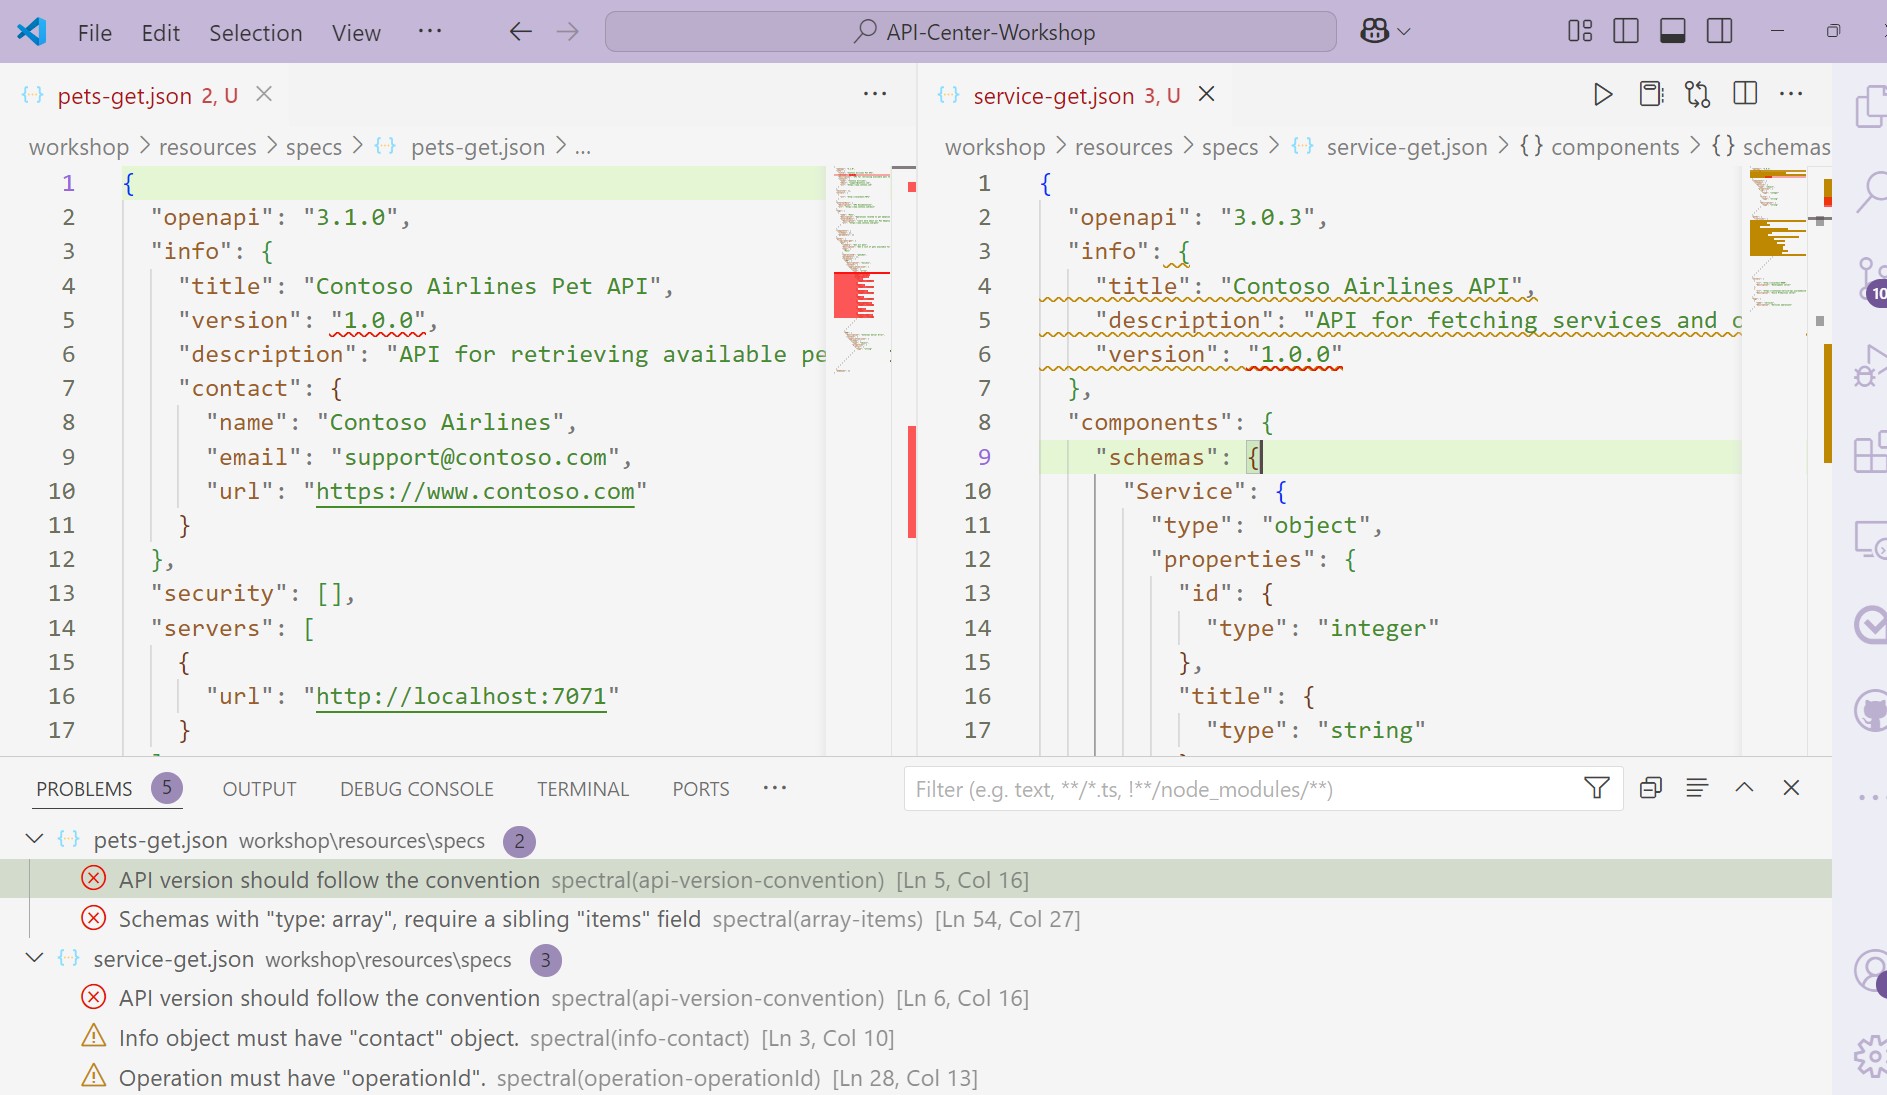 File Edit Selection View ··· API-Center-Workshop
pets-get.json 2, U
workshop > resources > specs > pets-get.json > ...
1 {
2 "openapi": "3.1.0",
3 "info": {
4 "title": "Contoso Airlines Pet API",
5 "version": "1.0.0",
6 "description": "API for retrieving available pe
7 "contact": {
8 "name": "Contoso Airlines",
9 "email": "support@contoso.com",
10 "url": "https://www.contoso.com"
11 }
12 },
13 "security": [],
14 "servers": [
15 {
16 "url": "http://localhost:7071"
17 }
service-get.json 3, U
workshop > resources > specs > service-get.json > {} components > {} schemas
1 {
2 "openapi": "3.0.3",
3 "info": {
4 "title": "Contoso Airlines API",
5 "description": "API for fetching services and
6 "version": "1.0.0"
7 },
8 "components": {
9 "schemas": {
10 "Service": {
11 "type": "object",
12 "properties": {
13 "id": {
14 "type": "integer"
15 },
16 "title": {
17 "type": "string"
10
PROBLEMS 5 OUTPUT DEBUG CONSOLE TERMINAL PORTS ··· Filter (e.g. text, **/*.ts, !**/node_modules/**)
pets-get.json workshop\resources\specs 2
API version should follow the convention spectral(api-version-convention) [Ln 5, Col 16]
Schemas with "type: array", require a sibling "items" field spectral(array-items) [Ln 54, Col 27]
service-get.json workshop\resources\specs 3
API version should follow the convention spectral(api-version-convention) [Ln 6, Col 16]
Info object must have "contact" object. spectral(info-contact) [Ln 3, Col 10]
Operation must have "operationId". spectral(operation-operationId) [Ln 28, Col 13]